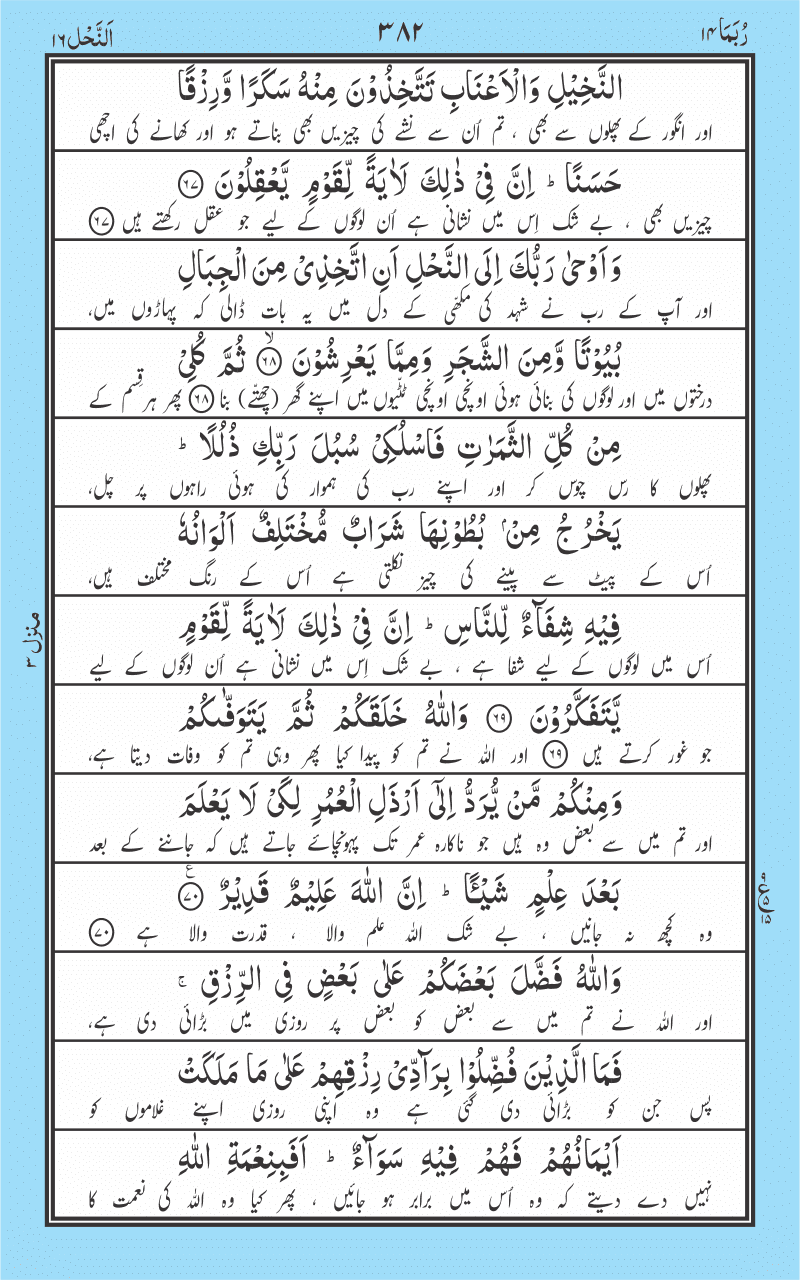 رُبَمَا ۱۴
۳۸۲
اَلنَّحْل ۱۶
النَّخِيْلِ وَالْاَعْنَابِ تَتَّخِذُوْنَ مِنْهُ سَكَرًا وَّرِزْقًا
اور انگور کے پھلوں سے بھی ، تم اُن سے نشے کی چیزیں بھی بناتے ہو اور کھانے کی اچھی
حَسَنًا ؕ اِنَّ فِيْ ذٰلِكَ لَاٰيَةً لِّقَوْمٍ يَّعْقِلُوْنَ ﴿۶۷﴾
چیزیں بھی ، بے شک اِس میں نشانی ہے اُن لوگوں کے لیے جو عقل رکھتے ہیں ﴿۶۷﴾
وَاَوْحٰى رَبُّكَ اِلَى النَّحْلِ اَنِ اتَّخِذِيْ مِنَ الْجِبَالِ
اور آپ کے رب نے شہد کی مکھّی کے دل میں یہ بات ڈالی کہ پہاڑوں میں،
بُيُوْتًا وَّمِنَ الشَّجَرِ وَمِمَّا يَعْرِشُوْنَ ﴿۶۸﴾ۙ ثُمَّ كُلِيْ
درختوں میں اور لوگوں کی بنائی ہوئی اونچی اونچی ٹٹّیوں میں اپنے گھر (چھتّے) بنا ﴿۶۸﴾ پھر ہر قِسم کے
مِنْ كُلِّ الثَّمَرٰتِ فَاسْلُكِيْ سُبُلَ رَبِّكِ ذُلُلًا ؕ
پھلوں کا رس چوس کر اور اپنے رب کی ہموار کی ہوئی راہوں پر چل،
يَخْرُجُ مِنْۢ بُطُوْنِهَا شَرَابٌ مُّخْتَلِفٌ اَلْوَانُهٗ
اُس کے پیٹ سے پینے کی چیز نکلتی ہے اُس کے رنگ مختلف ہیں،
فِيْهِ شِفَآءٌ لِّلنَّاسِ ؕ اِنَّ فِيْ ذٰلِكَ لَاٰيَةً لِّقَوْمٍ
اُس میں لوگوں کے لیے شفا ہے ، بے شک اِس میں نشانی ہے اُن لوگوں کے لیے
يَّتَفَكَّرُوْنَ ﴿۶۹﴾ وَاللّٰهُ خَلَقَكُمْ ثُمَّ يَتَوَفّٰىكُمْ
جو غور کرتے ہیں ﴿۶۹﴾ اور اللہ نے تم کو پیدا کیا پھر وہی تم کو وفات دیتا ہے،
وَمِنْكُمْ مَّنْ يُّرَدُّ اِلٰٓى اَرْذَلِ الْعُمُرِ لِكَيْ لَا يَعْلَمَ
اور تم میں سے بعض وہ ہیں جو ناکارہ عمر تک پہونچائے جاتے ہیں کہ جاننے کے بعد
بَعْدَ عِلْمٍ شَيْـًٔا ؕ اِنَّ اللّٰهَ عَلِيْمٌ قَدِيْرٌ ﴿۷۰﴾ ع
وہ کچھ نہ جانیں ، بے شک اللہ علم والا ، قدرت والا ہے ﴿۷۰﴾
وَاللّٰهُ فَضَّلَ بَعْضَكُمْ عَلٰى بَعْضٍ فِي الرِّزْقِ ۚ
اور اللہ نے تم میں سے بعض کو بعض پر روزی میں بڑائی دی ہے،
فَمَا الَّذِيْنَ فُضِّلُوْا بِرَآدِّيْ رِزْقِهِمْ عَلٰى مَا مَلَكَتْ
پس جن کو بڑائی دی گئی ہے وہ اپنی روزی اپنے غلاموں کو
اَيْمَانُهُمْ فَهُمْ فِيْهِ سَوَآءٌ ؕ اَفَبِنِعْمَةِ اللّٰهِ
نہیں دے دیتے کہ وہ اُس میں برابر ہو جائیں ، پھر کیا وہ اللہ کی نعمت کا
منزل ۳